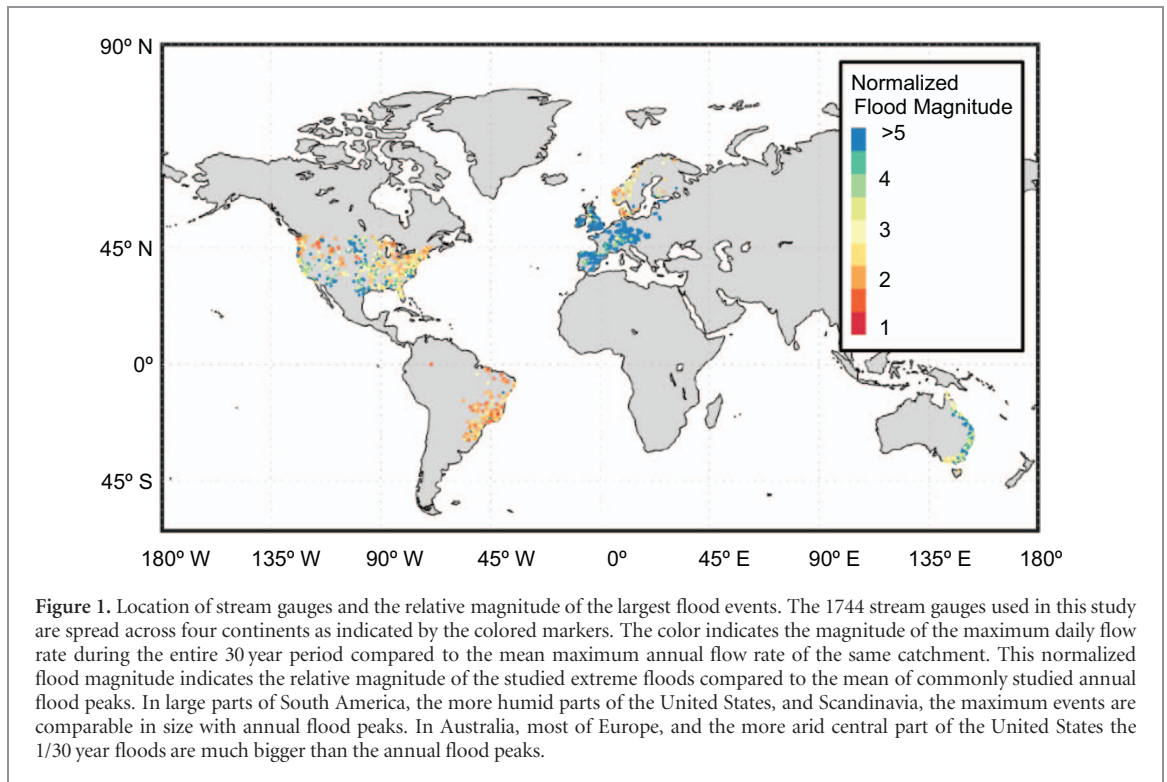 90º N
45º N
0º
45º S
180º W 135º W 90º W 45º W 0º 45º E 90º E 135º E 180º
Normalized
Flood Magnitude
>5
4
3
2
1
Figure 1. Location of stream gauges and the relative magnitude of the largest flood events. The 1744 stream gauges used in this study
are spread across four continents as indicated by the colored markers. The color indicates the magnitude of the maximum daily flow
rate during the entire 30 year period compared to the mean maximum annual flow rate of the same catchment. This normalized
flood magnitude indicates the relative magnitude of the studied extreme floods compared to the mean of commonly studied annual
flood peaks. In large parts of South America, the more humid parts of the United States, and Scandinavia, the maximum events are
comparable in size with annual flood peaks. In Australia, most of Europe, and the more arid central part of the United States the
1/30 year floods are much bigger than the annual flood peaks.